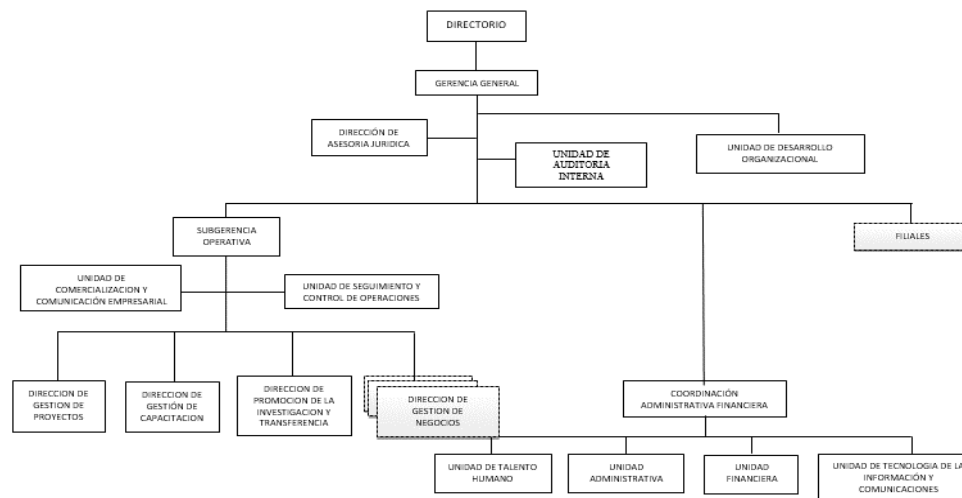 DIRECTORIO
GERENCIA GENERAL
DIRECCIÓN DE
ASESORIA JURIDICA
UNIDAD DE
AUDITORIA
INTERNA
UNIDAD DE DESARROLLO
ORGANIZACIONAL
SUBGERENCIA
OPERATIVA
FILIALES
UNIDAD DE
COMERCIALIZACION Y
COMUNICACIÓN EMPRESARIAL
UNIDAD DE SEGUIMIENTO Y
CONTROL DE OPERACIONES
DIRECCION DE
GESTION DE
PROYECTOS
DIRECCION DE
GESTIÓN DE
CAPACITACION
DIRECCION DE
PROMOCION DE LA
INVESTIGACION Y
TRANSFERENCIA
DIRECCION DE
GESTION DE
NEGOCIOS
COORDINACIÓN
ADMINISTRATIVA FINANCIERA
UNIDAD DE TALENTO
HUMANO
UNIDAD
ADMINISTRATIVA
UNIDAD
FINANCIERA
UNIDAD DE TECNOLOGIA DE LA
INFORMACIÓN Y
COMUNICACIONES